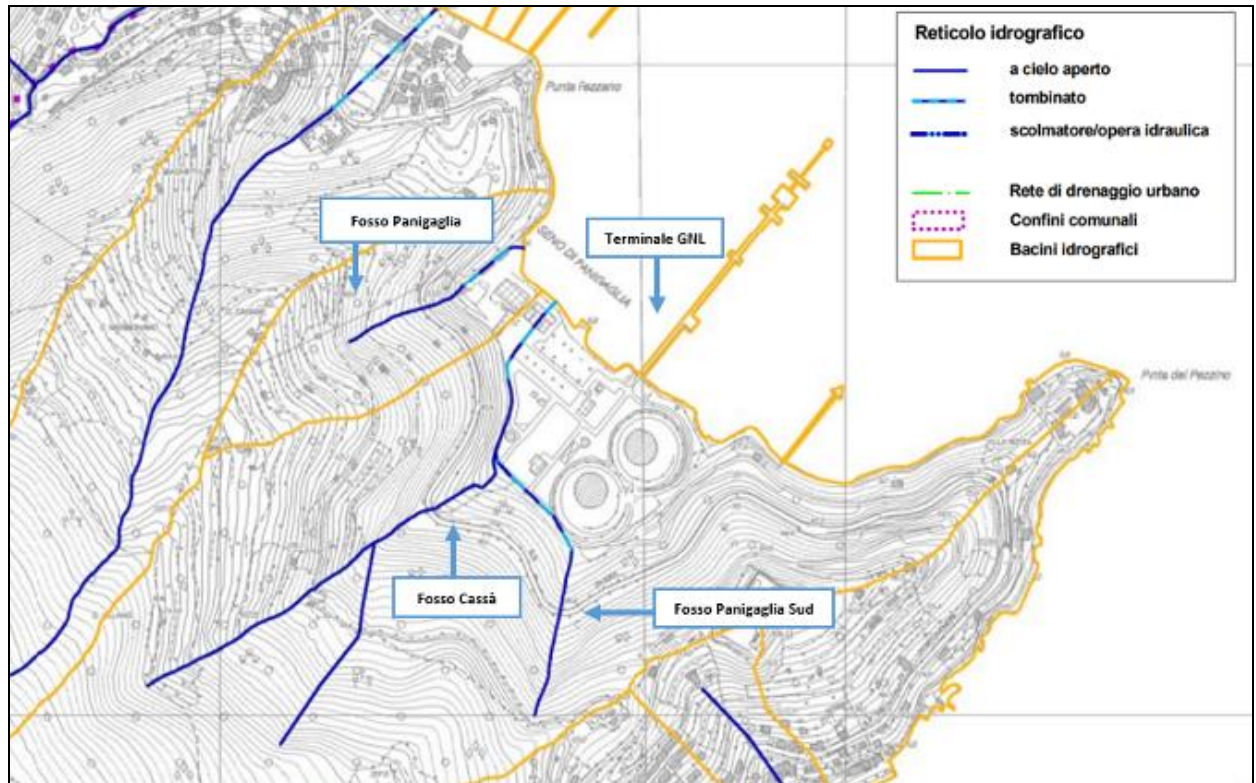 Reticolo idrografico
a cielo aperto
tombinato
scolmatore/opera idraulica
Rete di drenaggio urbano
Confini comunali
Bacini idrografici
Punta Pezzano
Fosso Panigaglia
SENO DI PANIGAGLIA
Terminale GNL
Punta del Pezzino
Fosso Cassà
Fosso Panigaglia Sud